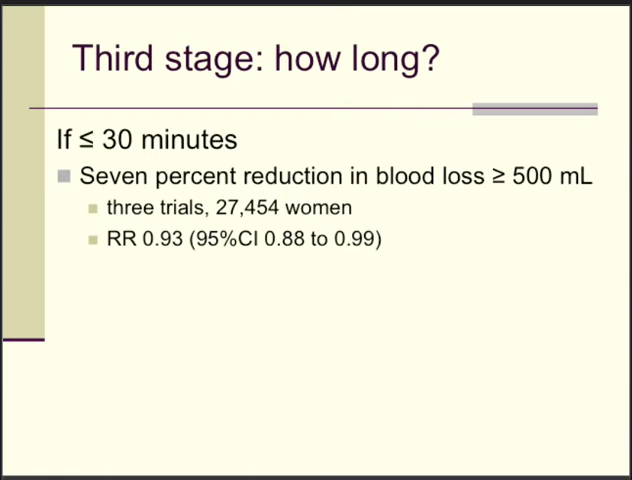 Third stage: how long?
If ≤ 30 minutes
Seven percent reduction in blood loss ≥ 500 mL
three trials, 27,454 women
RR 0.93 (95%CI 0.88 to 0.99)